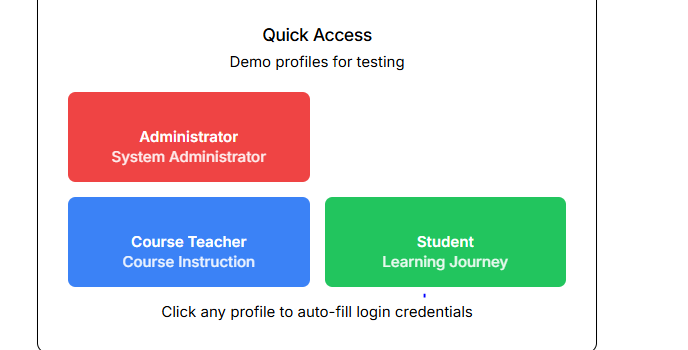 Quick Access
Demo profiles for testing
Administrator
System Administrator
Course Teacher
Course Instruction
Student
Learning Journey
Click any profile to auto-fill login credentials